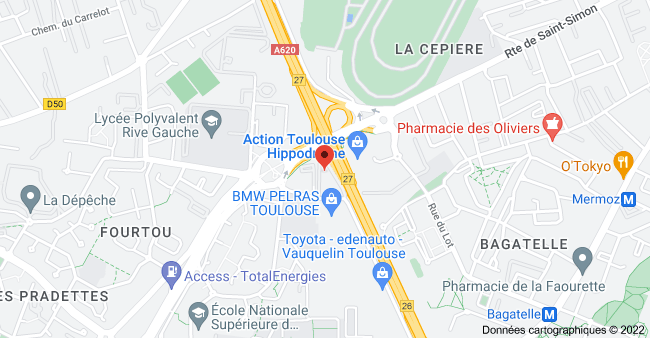 Chem. du Carrelot
A620
27
LA CEPIERE
Rte de Saint-Simon
D50
Lycée Polyvalent
Rive Gauche
Action Toulouse
Hippodrome
Pharmacie des Oliviers
O'Tokyo
Mermoz M
27
La Dépêche
BMW PELRAS
TOULOUSE
Rue du Lot
FOURTOU
Toyota - edenauto
Vauquelin Toulouse
BAGATELLE
Access - TotalEnergies
Pharmacie de la Faourette
ES PRADETTES
École Nationale
Supérieure d...
26
Bagatelle M
Données cartographiques © 2022